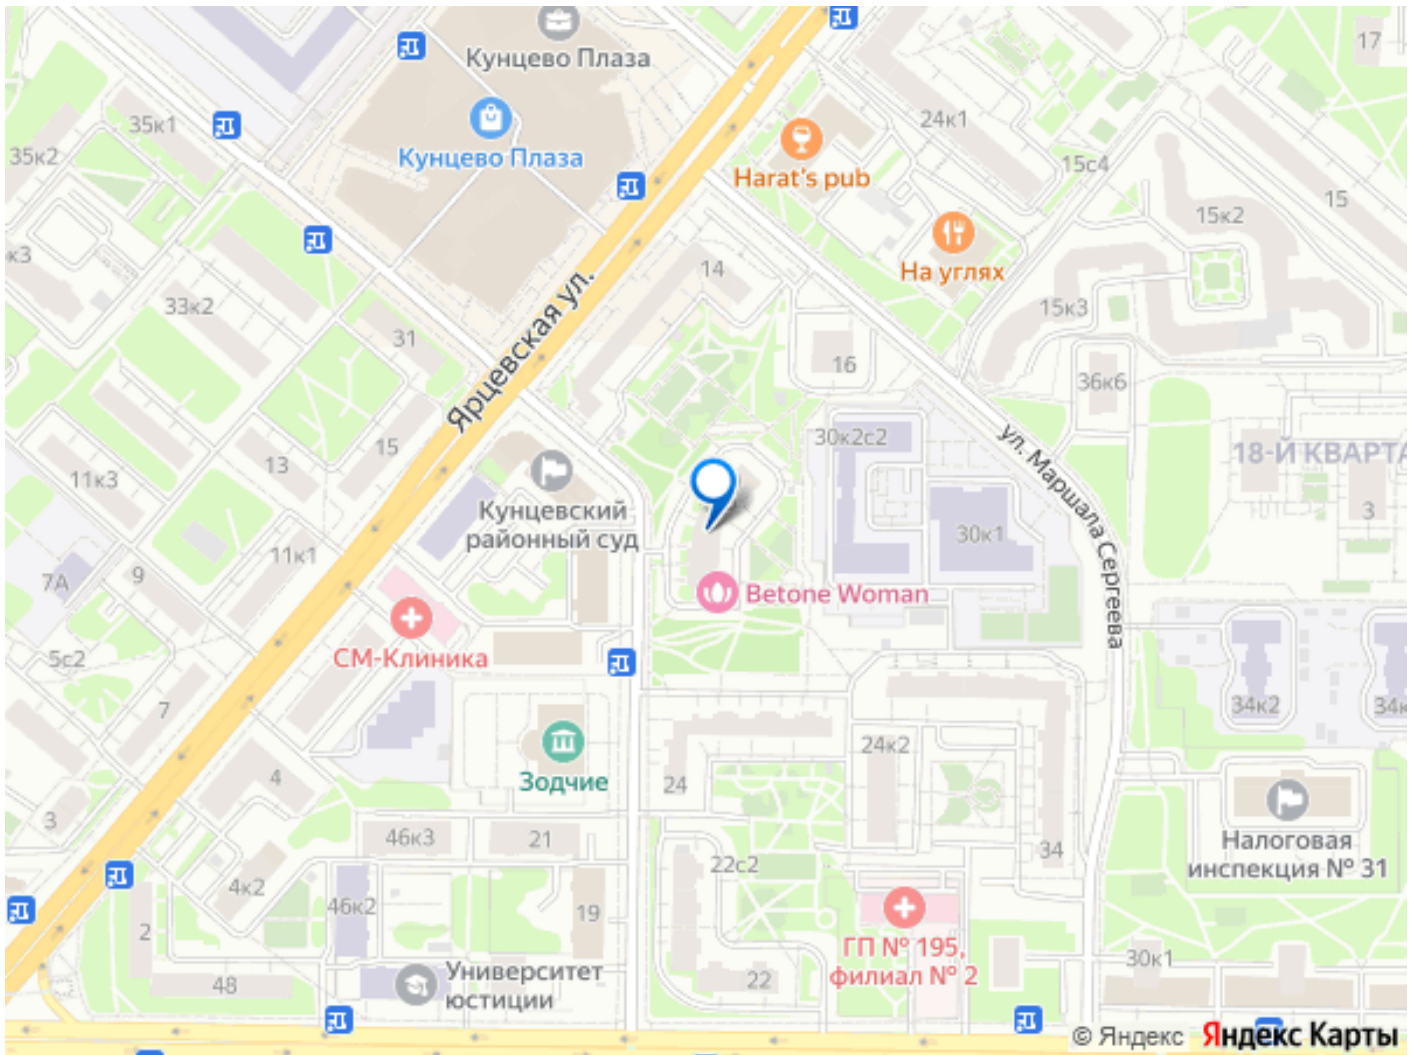 17
Кунцево Плаза
35к1
24к1
35к2
Кунцево Плаза
Harat's pub
15с4
15
15к2
к3
На углях
14
33к2
15к3
31
16
Ярцевская ул.
36к6
15
30к2с2
ул. Маршала Сергеева
18-Й КВАРТА
13
11к3
Кунцевский
районный суд
3
30к1
11к1
7А
9
Betone Woman
СМ-Клиника
5с2
34к2
34к
7
24к2
Зодчие
4
24
3
46к3
21
34
Налоговая
инспекция № 31
22с2
4к2
46к2
19
2
ГП № 195,
филиал № 2
30к1
Университет
юстиции
48
22
© Яндекс Яндекс Карты